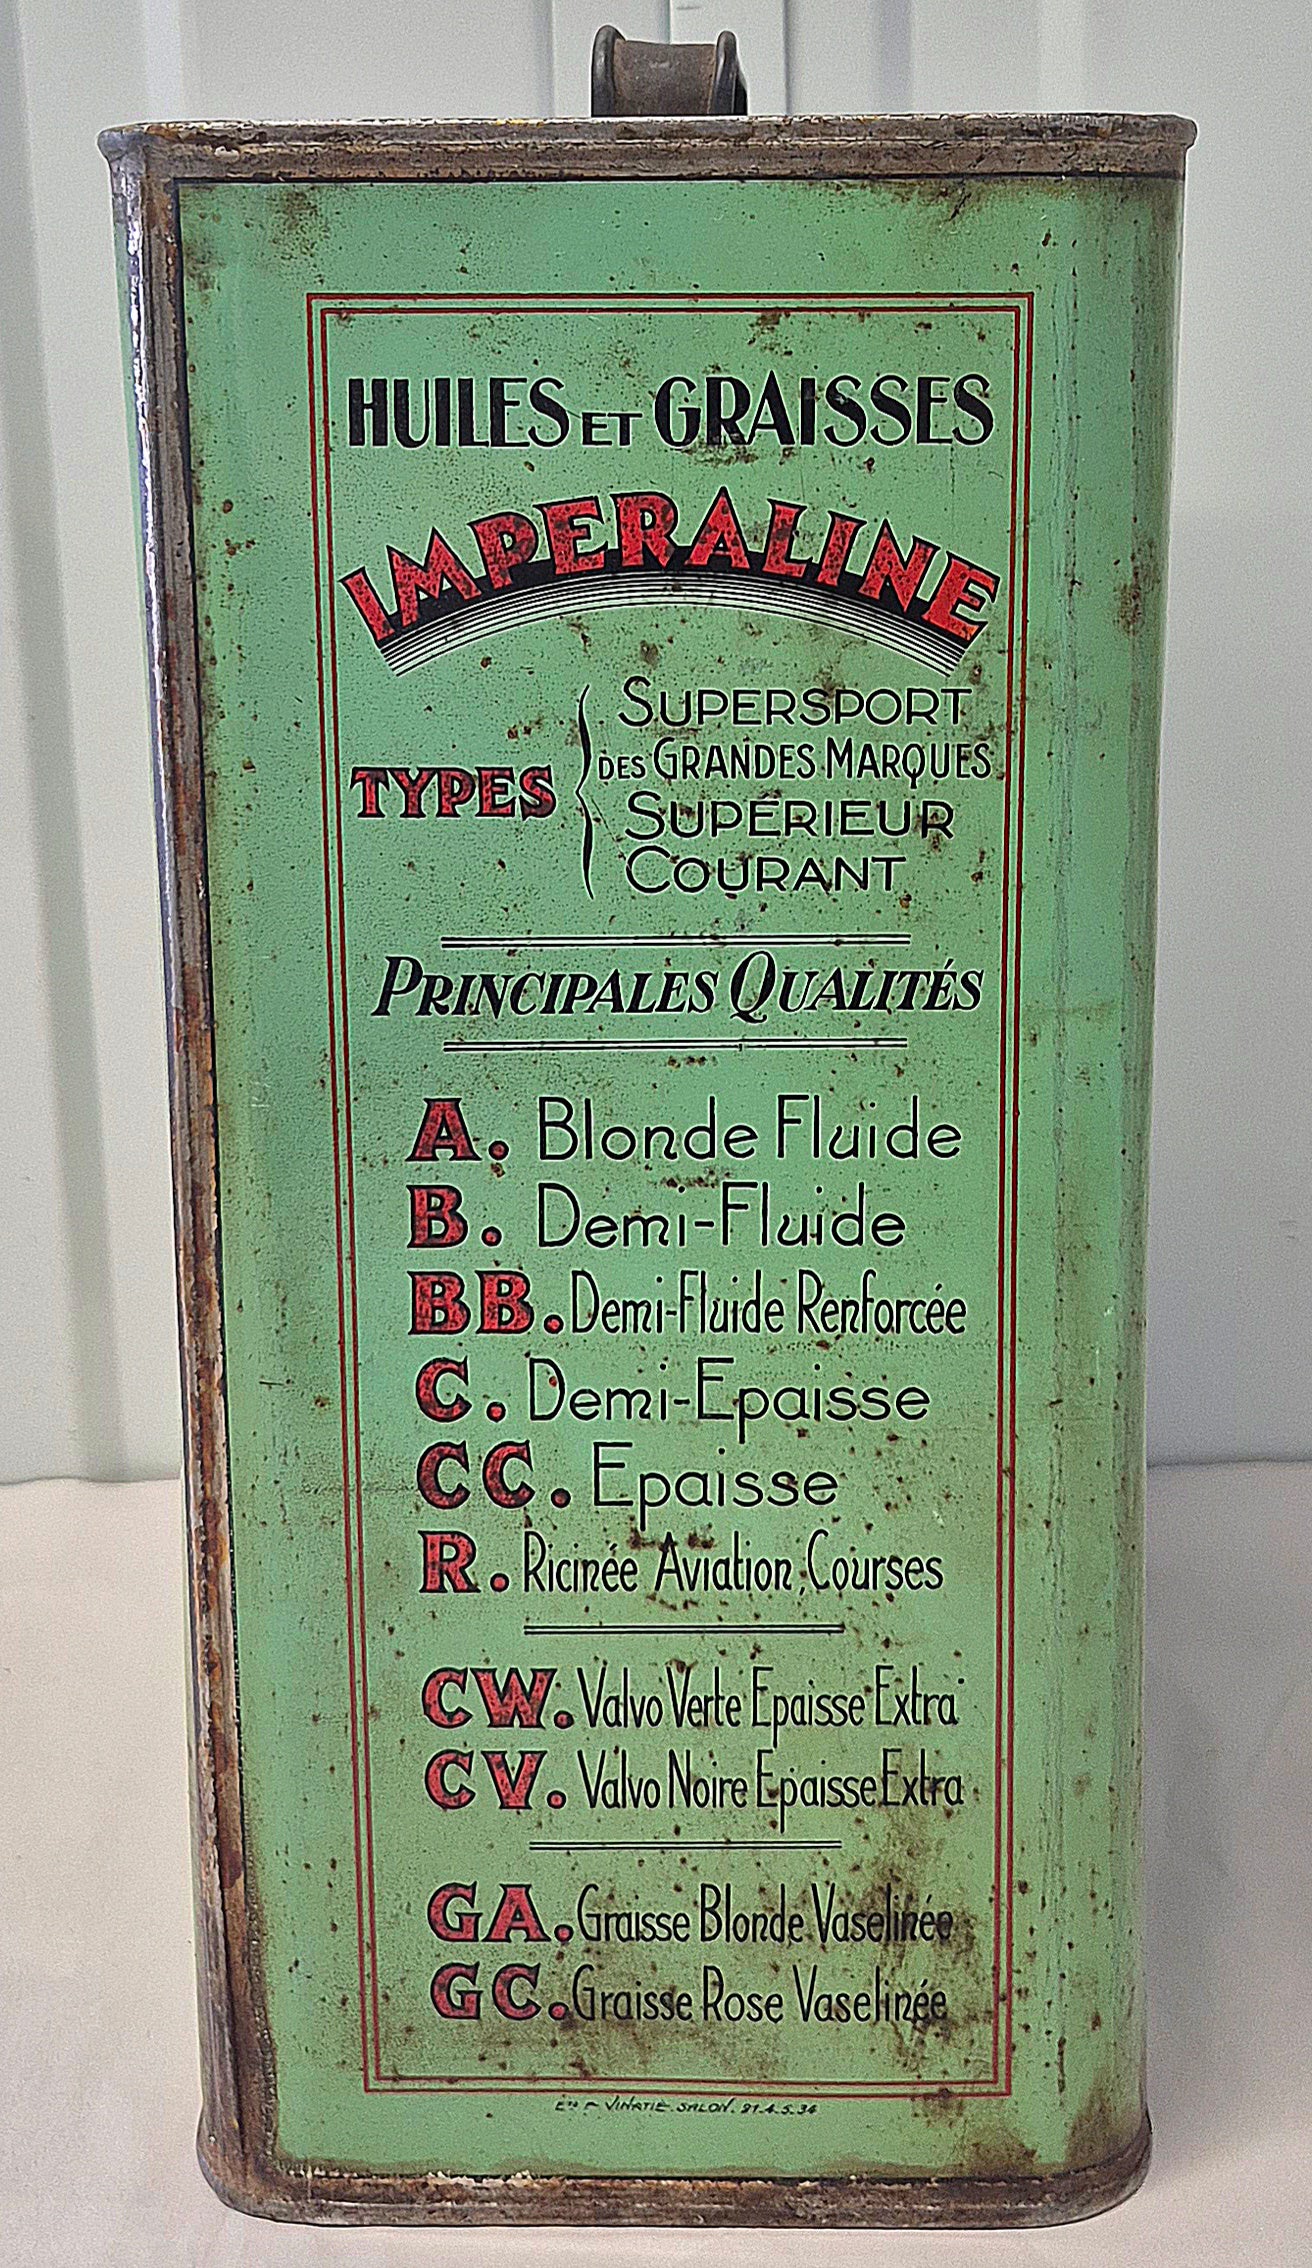 HUILES ET GRAISSES
IMPERALINE
TYPES
SUPERSPORT
DES GRANDES MARQUES
SUPÉRIEUR
COURANT
PRINCIPALES QUALITÉS
A. Blonde Fluide
B. Demi-Fluide
BB. Demi-Fluide Renforcée
C. Demi-Epaisse
CC. Epaisse
R. Ricinée Aviation, Courses
CW. Valvo Verte Epaisse Extra
CV. Valvo Noire Epaisse Extra
GA. Graisse Blonde Vaselinée
GC. Graisse Rose Vaselinée
VINATIÉ. SALON.